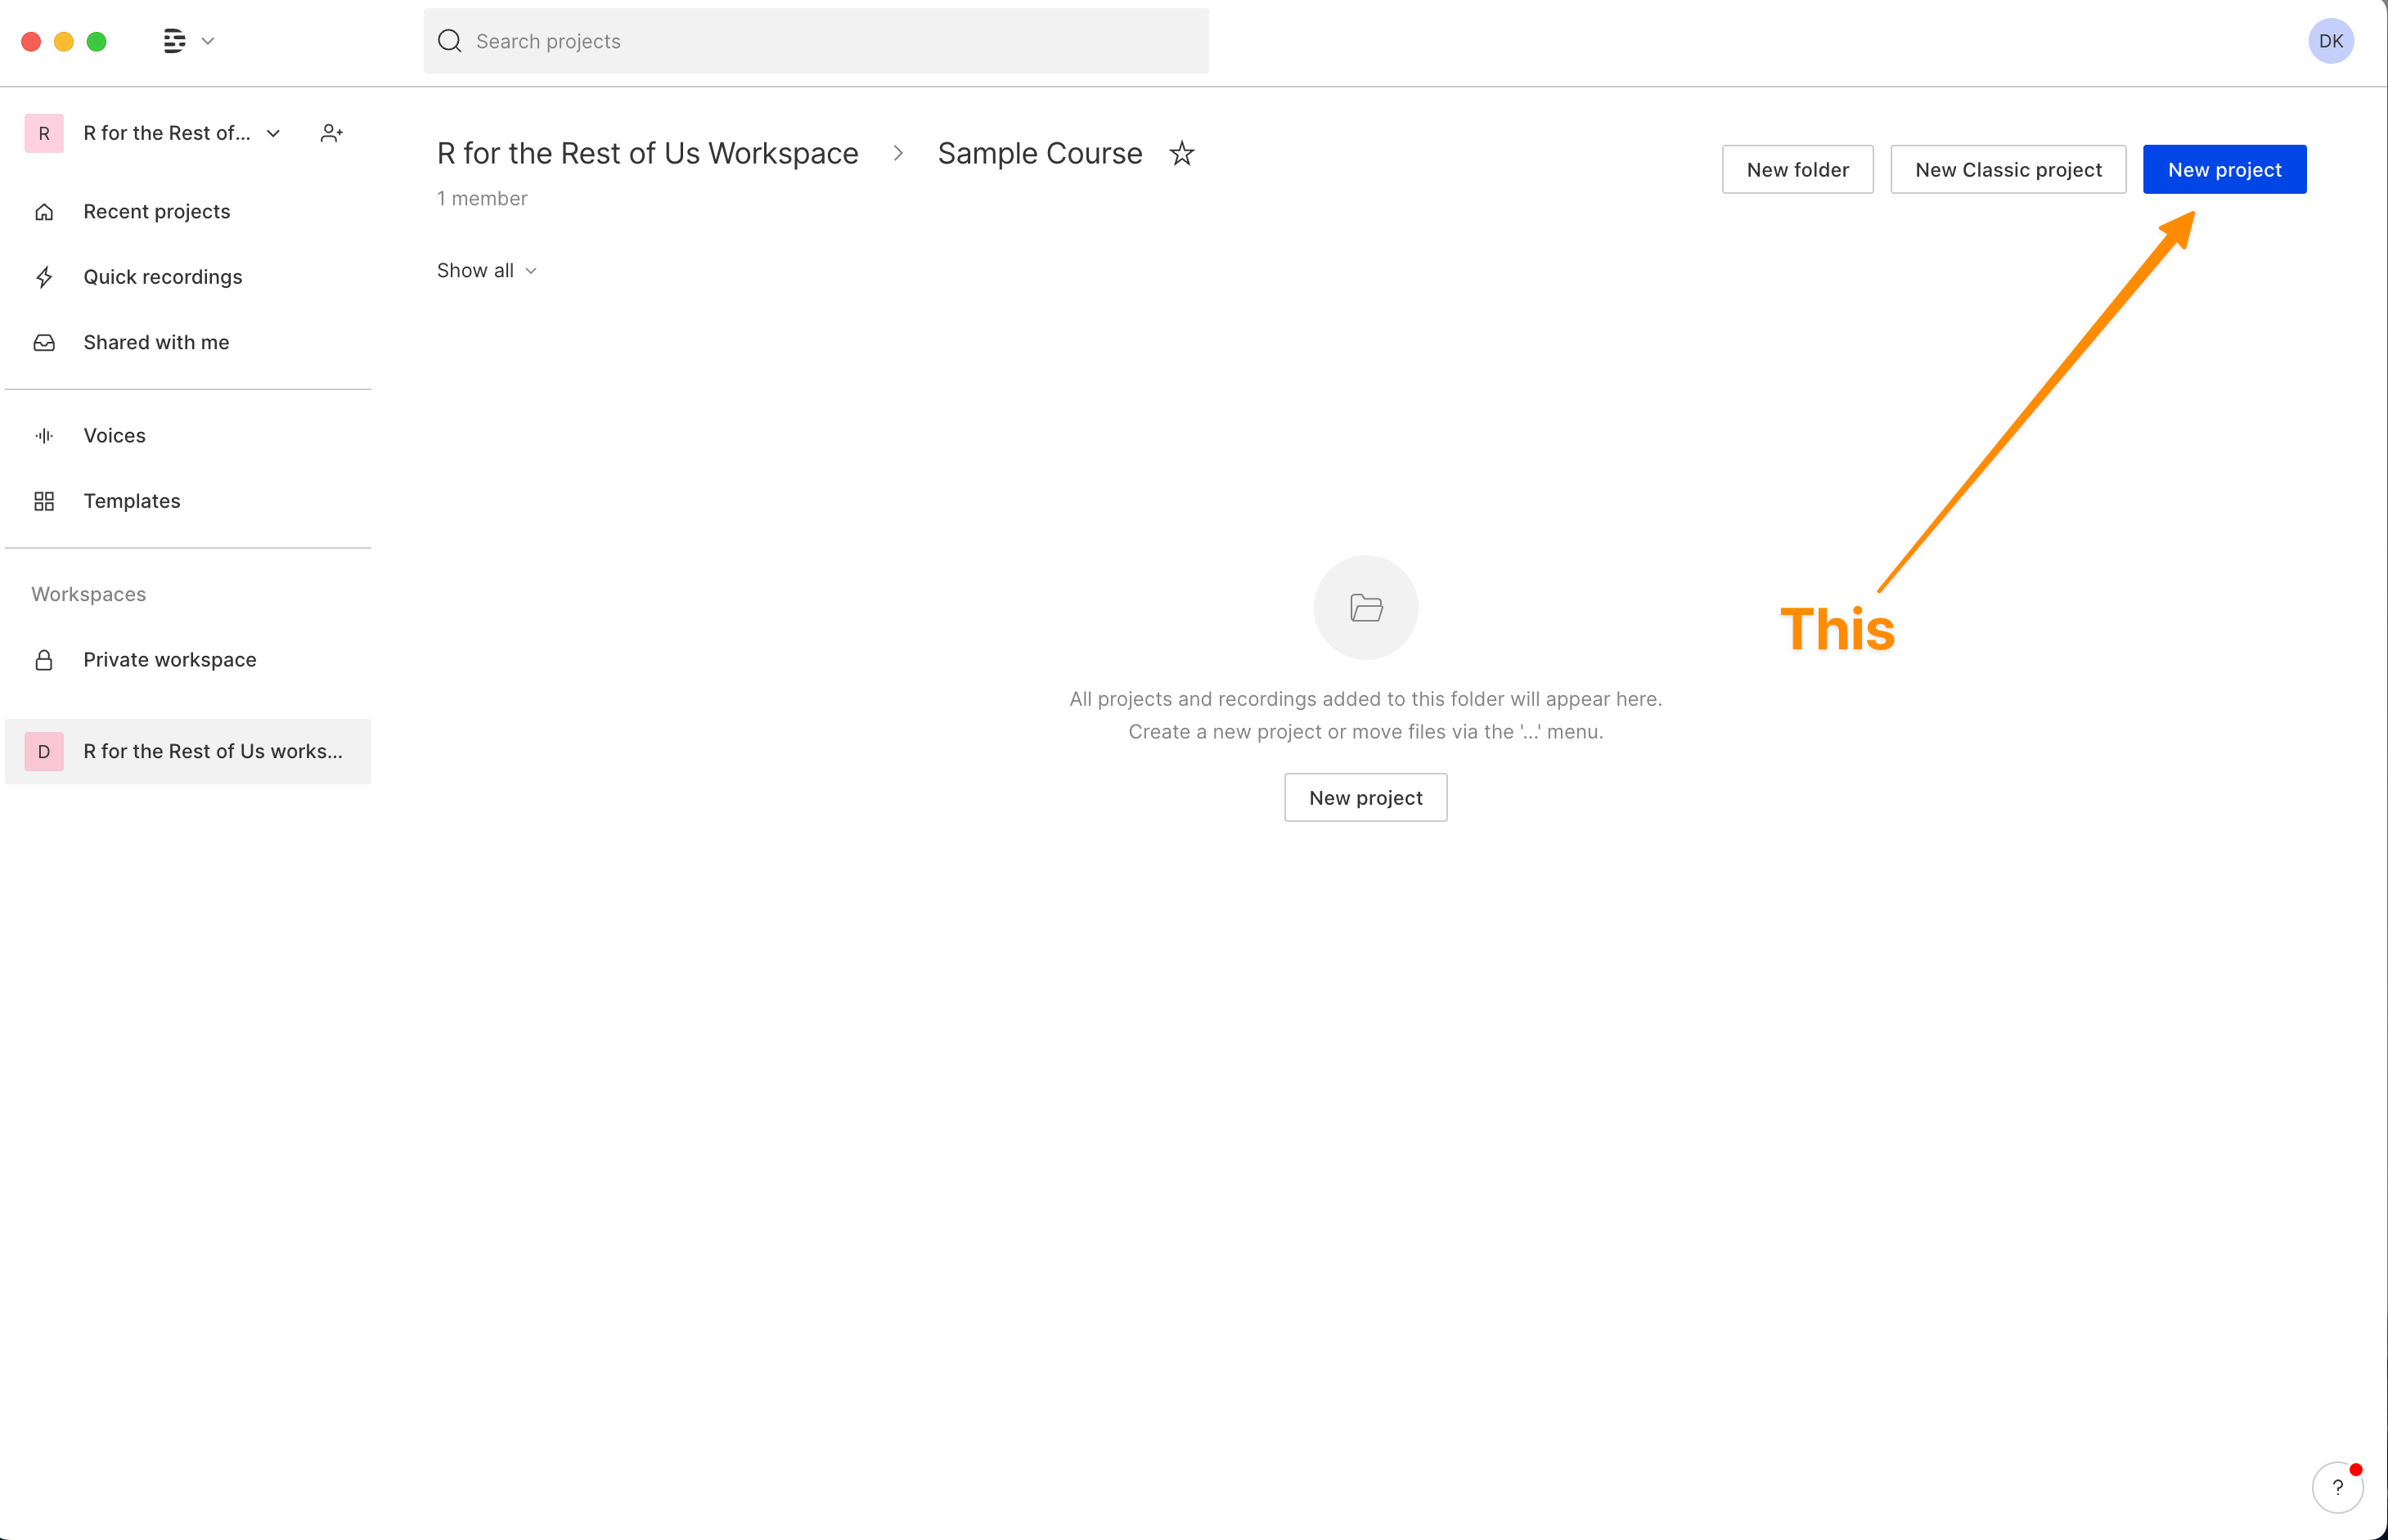 Search projects
DK
R
R for the Rest of...
Recent projects
Quick recordings
Shared with me
Voices
Templates
Workspaces
Private workspace
D
R for the Rest of Us works...
R for the Rest of Us Workspace
Sample Course
1 member
Show all
New folder
New Classic project
New project
This
All projects and recordings added to this folder will appear here.
Create a new project or move files via the '...' menu.
New project
?